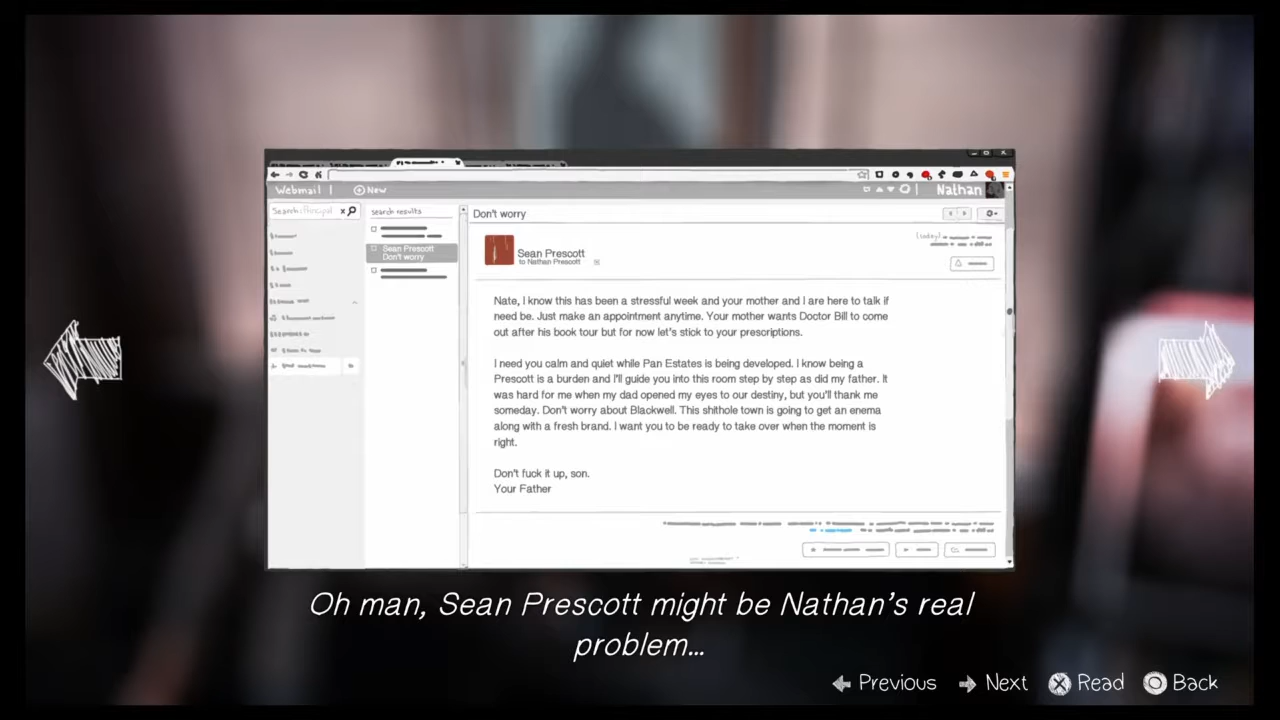 Webmail
New
Nathan
Search
search results
Don't worry
Sean Prescott
Don't worry
Sean Prescott
to Nathan Prescott
(today)
Nate, I know this has been a stressful week and your mother and I are here to talk if
need be. Just make an appointment anytime. Your mother wants Doctor Bill to come
out after his book tour but for now let's stick to your prescriptions.
I need you calm and quiet while Pan Estates is being developed. I know being a
Prescott is a burden and I'll guide you into this room step by step as did my father. It
was hard for me when my dad opened my eyes to our destiny, but you'll thank me
someday. Don't worry about Blackwell. This shithole town is going to get an enema
along with a fresh brand. I want you to be ready to take over when the moment is
right.
Don't fuck it up, son.
Your Father
Oh man, Sean Prescott might be Nathan's real
problem...
Previous
Next
Read
Back